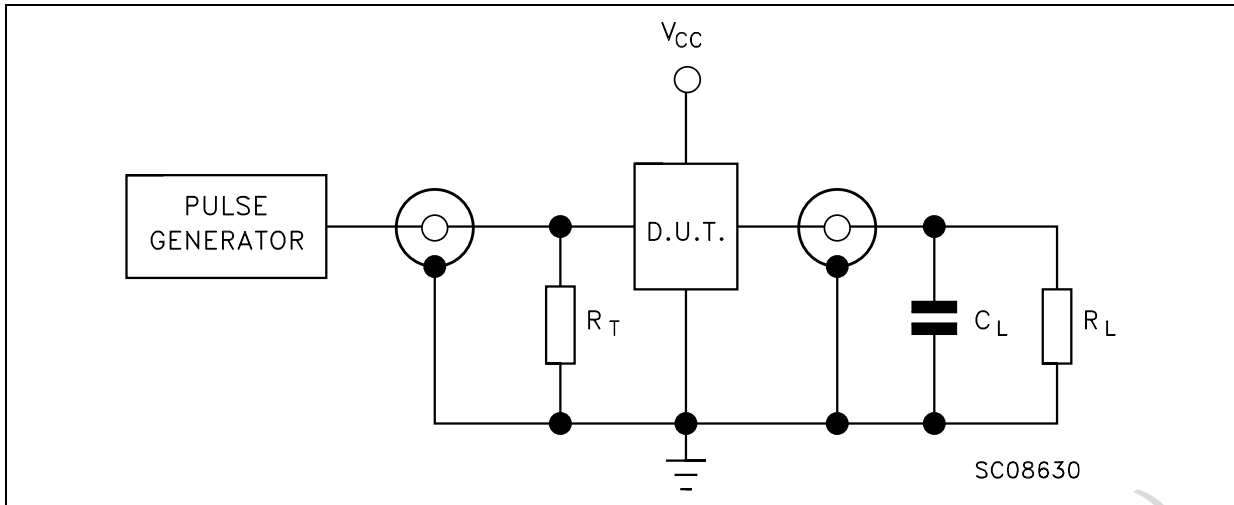 VCC
PULSE
GENERATOR
D.U.T.
RT
CL
RL
SC08630